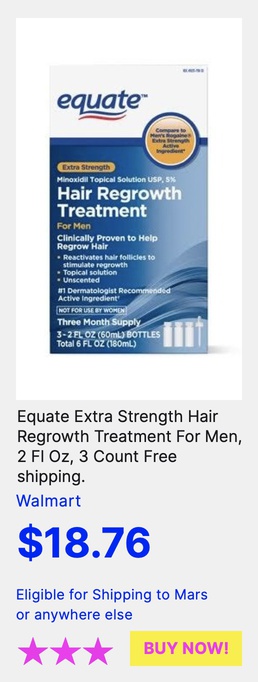 equate™
Compare to
Men's Rogaine®
Extra Strength
Active
Ingredient*
Extra Strength
Minoxidil Topical Solution USP, 5%
Hair Regrowth
Treatment
For Men
Clinically Proven to Help
Regrow Hair
• Reactivates hair follicles to
stimulate regrowth
• Topical solution
• Unscented
#1 Dermatologist Recommended
Active Ingredient†
NOT FOR USE BY WOMEN
Three Month Supply
3 - 2 FL OZ (60mL) BOTTLES
Total 6 FL OZ (180mL)
Equate Extra Strength Hair
Regrowth Treatment For Men,
2 Fl Oz, 3 Count Free
shipping.
Walmart
$18.76
Eligible for Shipping to Mars
or anywhere else
BUY NOW!